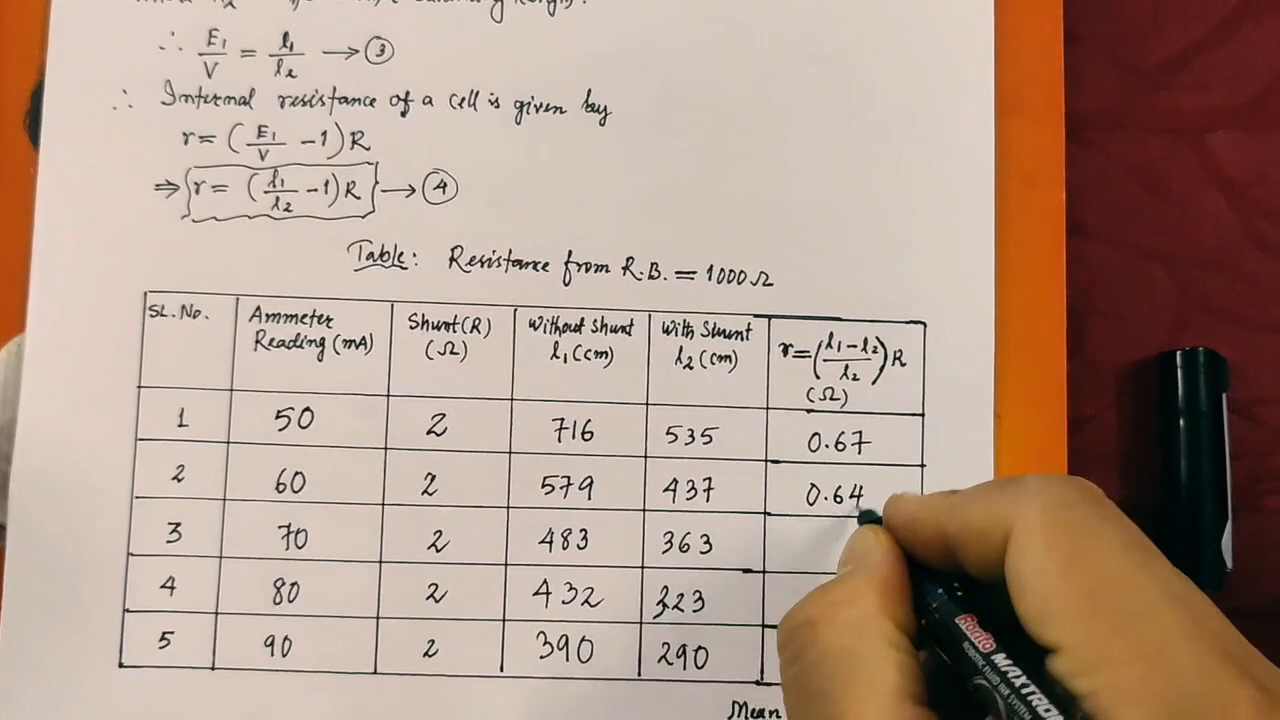 ∴ E₁/V = l₁/l₂ → ③
∴ Internal resistance of a cell is given by
r = (E₁/V - 1) R
⇒ r = (l₁/l₂ - 1) R → ④
Table: Resistance from R.B. = 1000 Ω
SL. No. | Ammeter Reading (mA) | Shunt (R) (Ω) | Without Shunt l₁ (cm) | With Shunt l₂ (cm) | r = (l₁ - l₂ / l₂) R (Ω)
1 | 50 | 2 | 716 | 535 | 0.67
2 | 60 | 2 | 579 | 437 | 0.64
3 | 70 | 2 | 483 | 363
4 | 80 | 2 | 432 | 323
5 | 90 | 2 | 390 | 290
Mean
Rorito MAXTRON